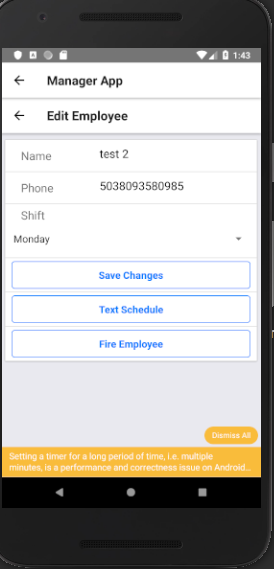 1:43
Manager App
Edit Employee
Name test 2
Phone 5038093580985
Shift
Monday
Save Changes
Text Schedule
Fire Employee
Dismiss All
Setting a timer for a long period of time, i.e. multiple
minutes, is a performance and correctness issue on Android...